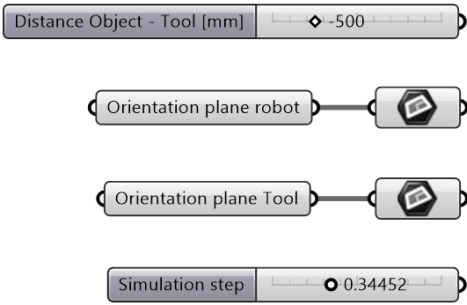 Distance Object - Tool [mm] -500
Orientation plane robot
Orientation plane Tool
Simulation step 0.34452